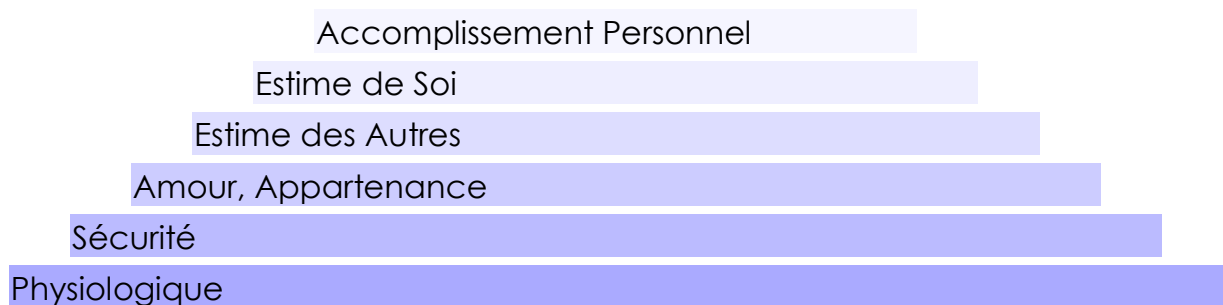 Accomplissement Personnel
Estime de Soi
Estime des Autres
Amour, Appartenance
Sécurité
Physiologique